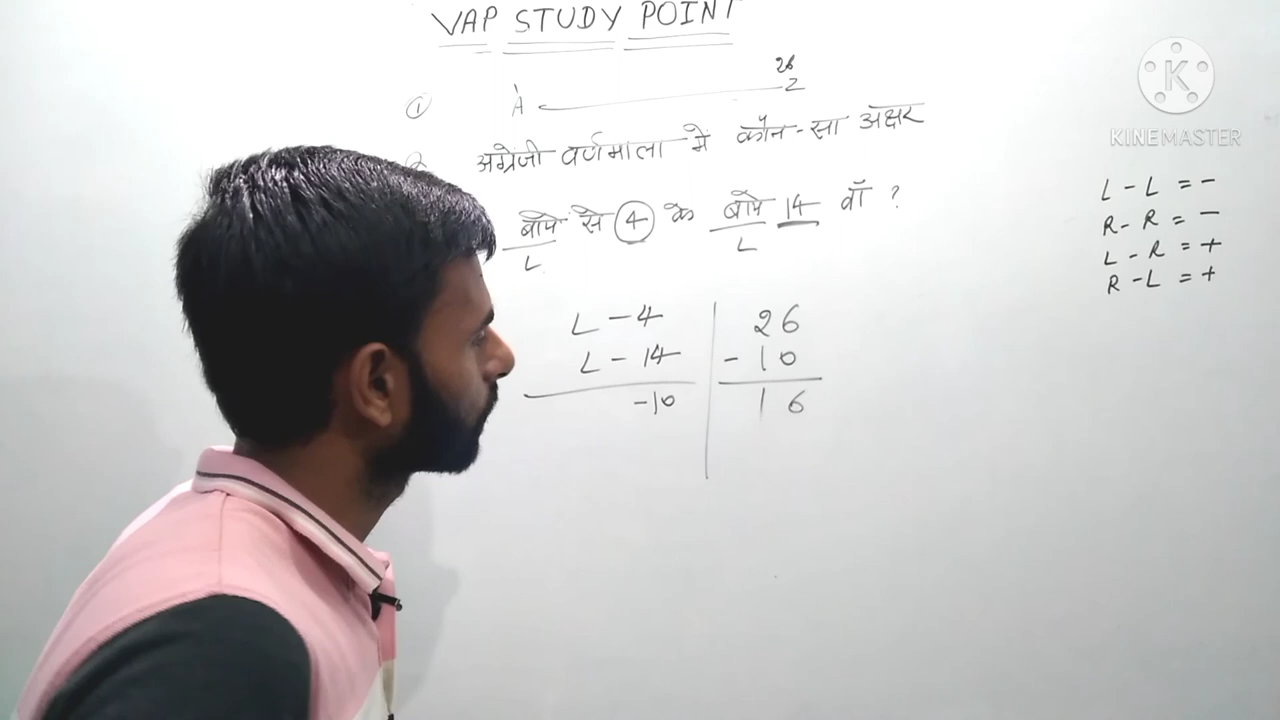 VAP STUDY POINT
① A 26 Z
अंग्रेजी वर्णमाला में कौन-सा अक्षर
बॉये से 4 के बॉये 14 वॉ ?
L L
L - 4
L - 14
-10
26
- 10
16
L - L = -
R - R = -
L - R = +
R - L = +
KINEMASTER